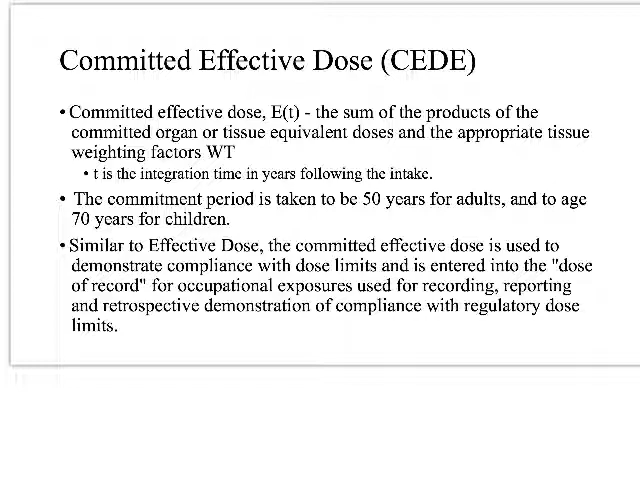 Committed Effective Dose (CEDE)
• Committed effective dose, E(t) - the sum of the products of the
committed organ or tissue equivalent doses and the appropriate tissue
weighting factors WT
• t is the integration time in years following the intake.
• The commitment period is taken to be 50 years for adults, and to age
70 years for children.
• Similar to Effective Dose, the committed effective dose is used to
demonstrate compliance with dose limits and is entered into the "dose
of record" for occupational exposures used for recording, reporting
and retrospective demonstration of compliance with regulatory dose
limits.